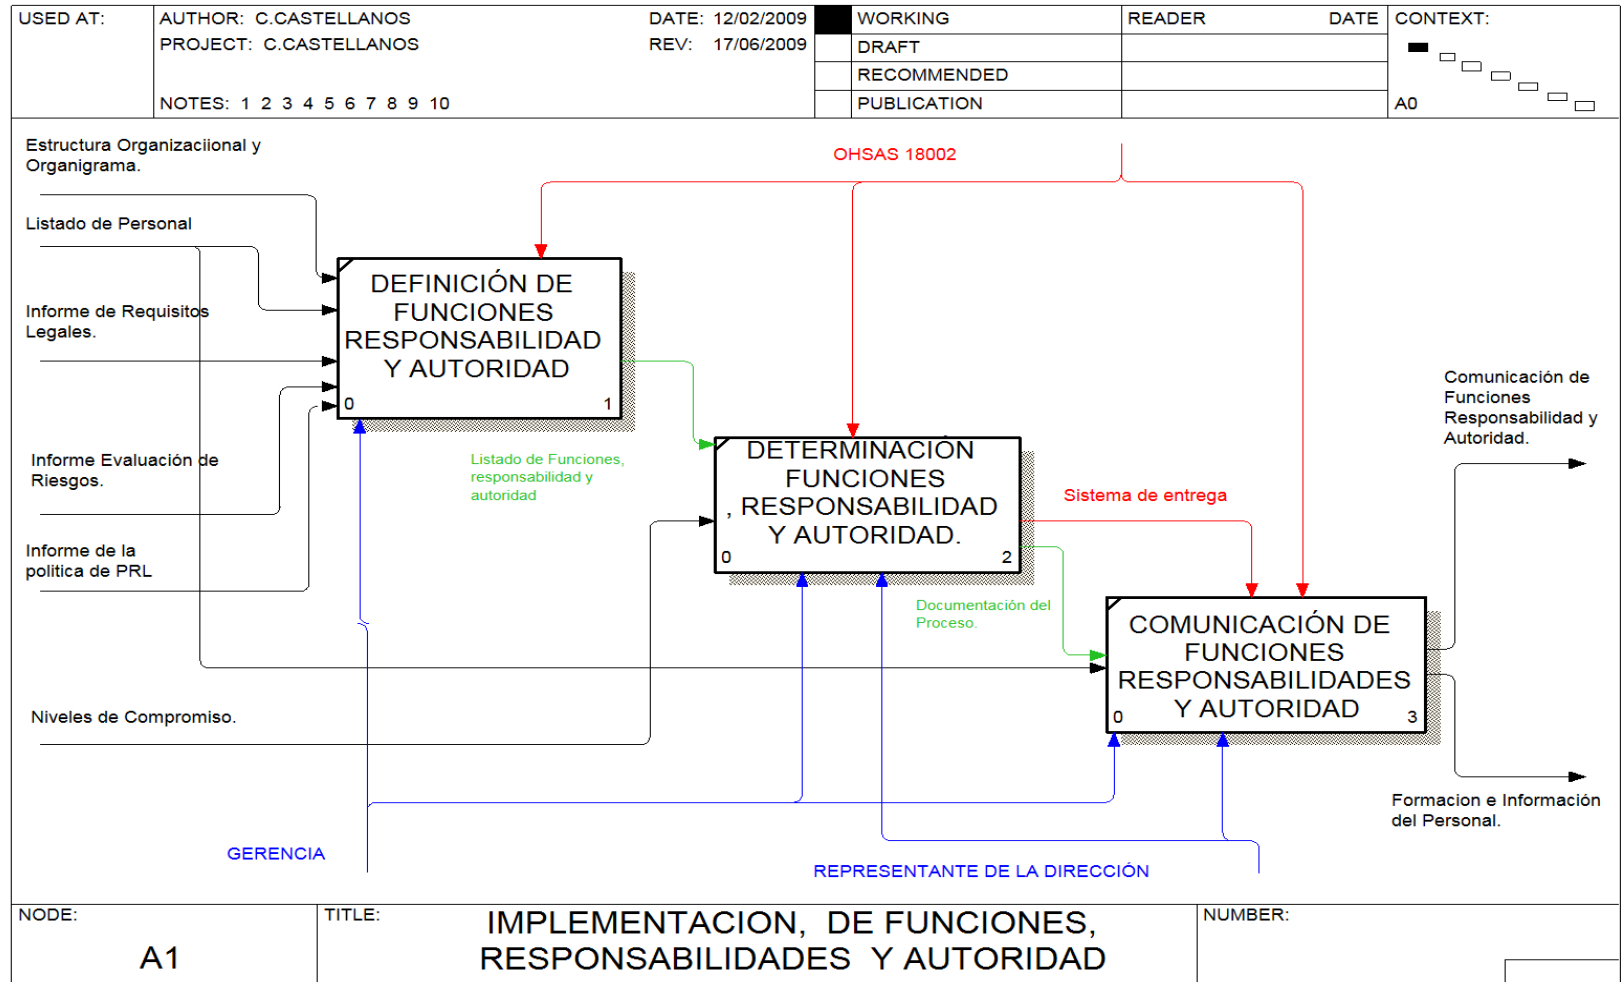 USED AT:
AUTHOR: C.CASTELLANOS
DATE: 12/02/2009
PROJECT: C.CASTELLANOS
REV: 17/06/2009
NOTES: 1 2 3 4 5 6 7 8 9 10
WORKING
DRAFT
RECOMMENDED
PUBLICATION
READER
DATE
CONTEXT:
A0
Estructura Organizaciional y
Organigrama.
Listado de Personal
Informe de Requisitos
Legales.
Informe Evaluación de
Riesgos.
Informe de la
politica de PRL
Niveles de Compromiso.
OHSAS 18002
DEFINICIÓN DE
FUNCIONES
RESPONSABILIDAD
Y AUTORIDAD
0
1
Listado de Funciones,
responsabilidad y
autoridad
DETERMINACIÓN
FUNCIONES
, RESPONSABILIDAD
Y AUTORIDAD.
0
2
Sistema de entrega
Documentación del
Proceso.
COMUNICACIÓN DE
FUNCIONES
RESPONSABILIDADES
Y AUTORIDAD
0
3
Comunicación de
Funciones
Responsabilidad y
Autoridad.
Formacion e Información
del Personal.
GERENCIA
REPRESENTANTE DE LA DIRECCIÓN
NODE:
A1
TITLE:
IMPLEMENTACION, DE FUNCIONES,
RESPONSABILIDADES Y AUTORIDAD
NUMBER: